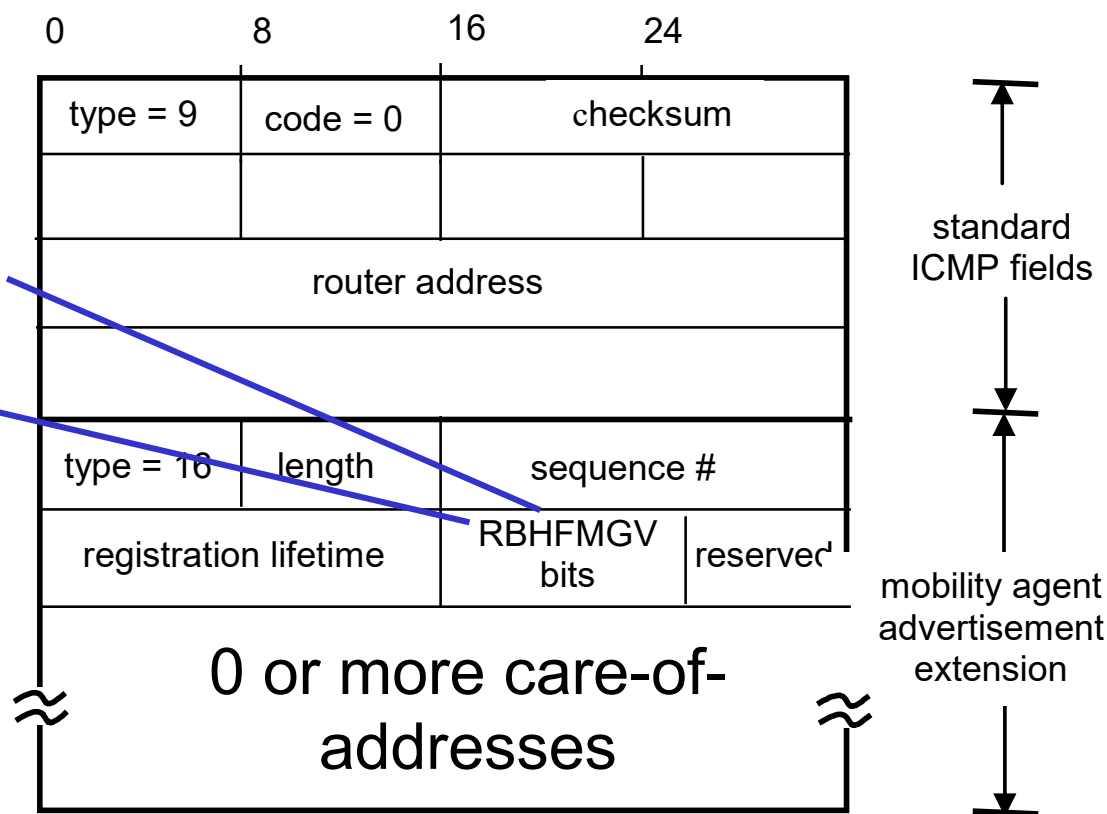 0 8 16 24
type = 9 code = 0 checksum
standard
ICMP fields
router address
type = 16 length sequence #
registration lifetime RBHFMGV
bits reserved
mobility agent
advertisement
extension
0 or more care-of-
addresses